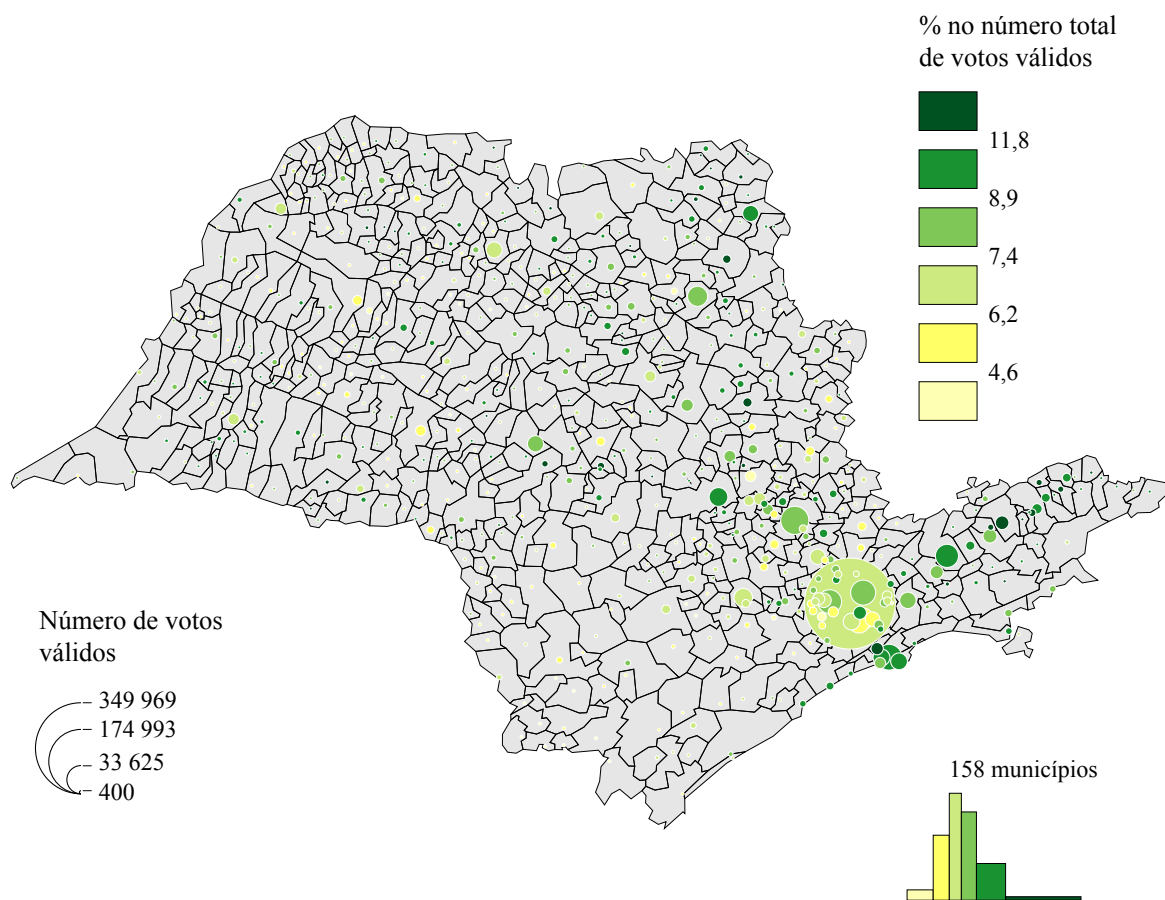 % no número total
de votos válidos
11,8
8,9
7,4
6,2
4,6
Número de votos
válidos
349 969
174 993
33 625
400
158 municípios